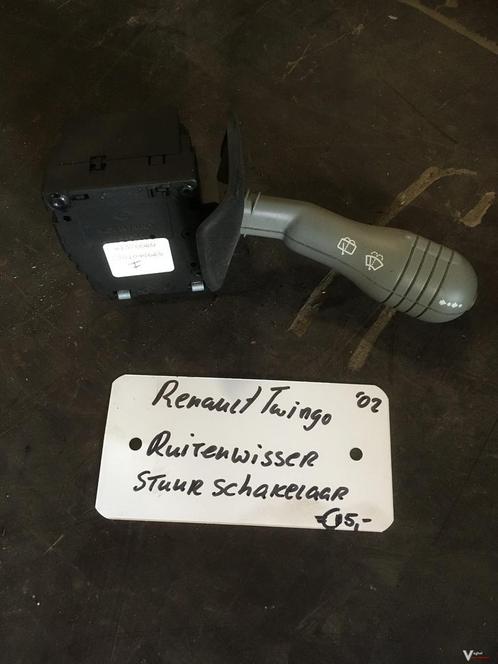 Renault Twingo '02
Ruitenwisser
Stuur schakelaar
€15,-